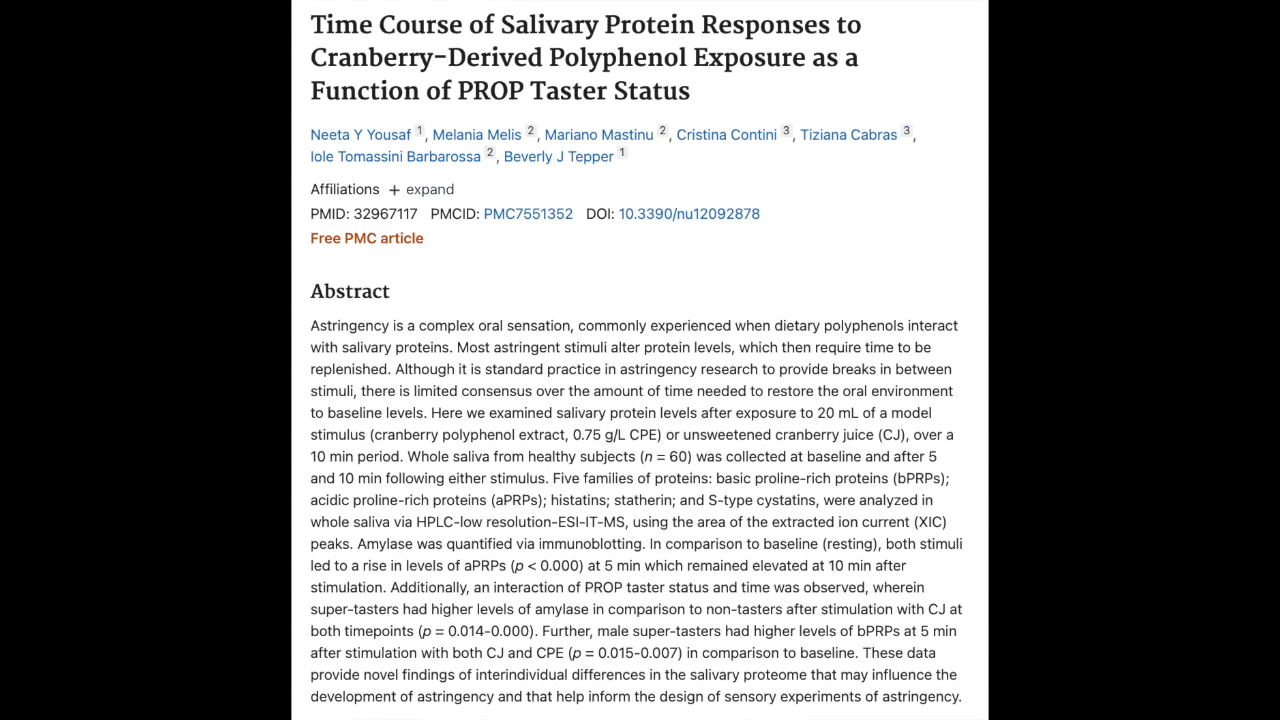 Time Course of Salivary Protein Responses to
Cranberry-Derived Polyphenol Exposure as a
Function of PROP Taster Status
Neeta Y Yousaf 1, Melania Melis 2, Mariano Mastinu 2, Cristina Contini 3, Tiziana Cabras 3,
Iole Tomassini Barbarossa 2, Beverly J Tepper 1
Affiliations + expand
PMID: 32967117 PMCID: PMC7551352 DOI: 10.3390/nu12092878
Free PMC article
Abstract
Astringency is a complex oral sensation, commonly experienced when dietary polyphenols interact
with salivary proteins. Most astringent stimuli alter protein levels, which then require time to be
replenished. Although it is standard practice in astringency research to provide breaks in between
stimuli, there is limited consensus over the amount of time needed to restore the oral environment
to baseline levels. Here we examined salivary protein levels after exposure to 20 mL of a model
stimulus (cranberry polyphenol extract, 0.75 g/L CPE) or unsweetened cranberry juice (CJ), over a
10 min period. Whole saliva from healthy subjects (n = 60) was collected at baseline and after 5
and 10 min following either stimulus. Five families of proteins: basic proline-rich proteins (bPRPs);
acidic proline-rich proteins (aPRPs); histatins; statherin; and S-type cystatins, were analyzed in
whole saliva via HPLC-low resolution-ESI-IT-MS, using the area of the extracted ion current (XIC)
peaks. Amylase was quantified via immunoblotting. In comparison to baseline (resting), both stimuli
led to a rise in levels of aPRPs (p < 0.000) at 5 min which remained elevated at 10 min after
stimulation. Additionally, an interaction of PROP taster status and time was observed, wherein
super-tasters had higher levels of amylase in comparison to non-tasters after stimulation with CJ at
both timepoints (p = 0.014-0.000). Further, male super-tasters had higher levels of bPRPs at 5 min
after stimulation with both CJ and CPE (p = 0.015-0.007) in comparison to baseline. These data
provide novel findings of interindividual differences in the salivary proteome that may influence the
development of astringency and that help inform the design of sensory experiments of astringency.